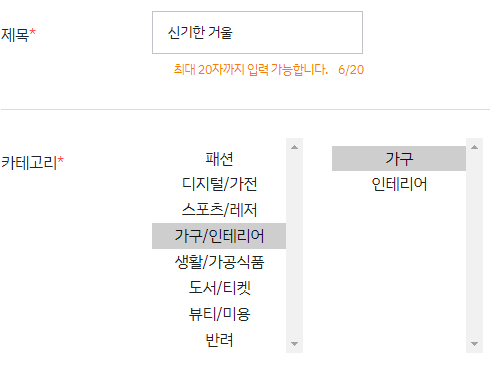 제목*
신기한 거울
최대 20자까지 입력 가능합니다. 6/20
카테고리*
패션
디지털/가전
스포츠/레저
가구/인테리어
생활/가공식품
도서/티켓
뷰티/미용
반려
가구
인테리어